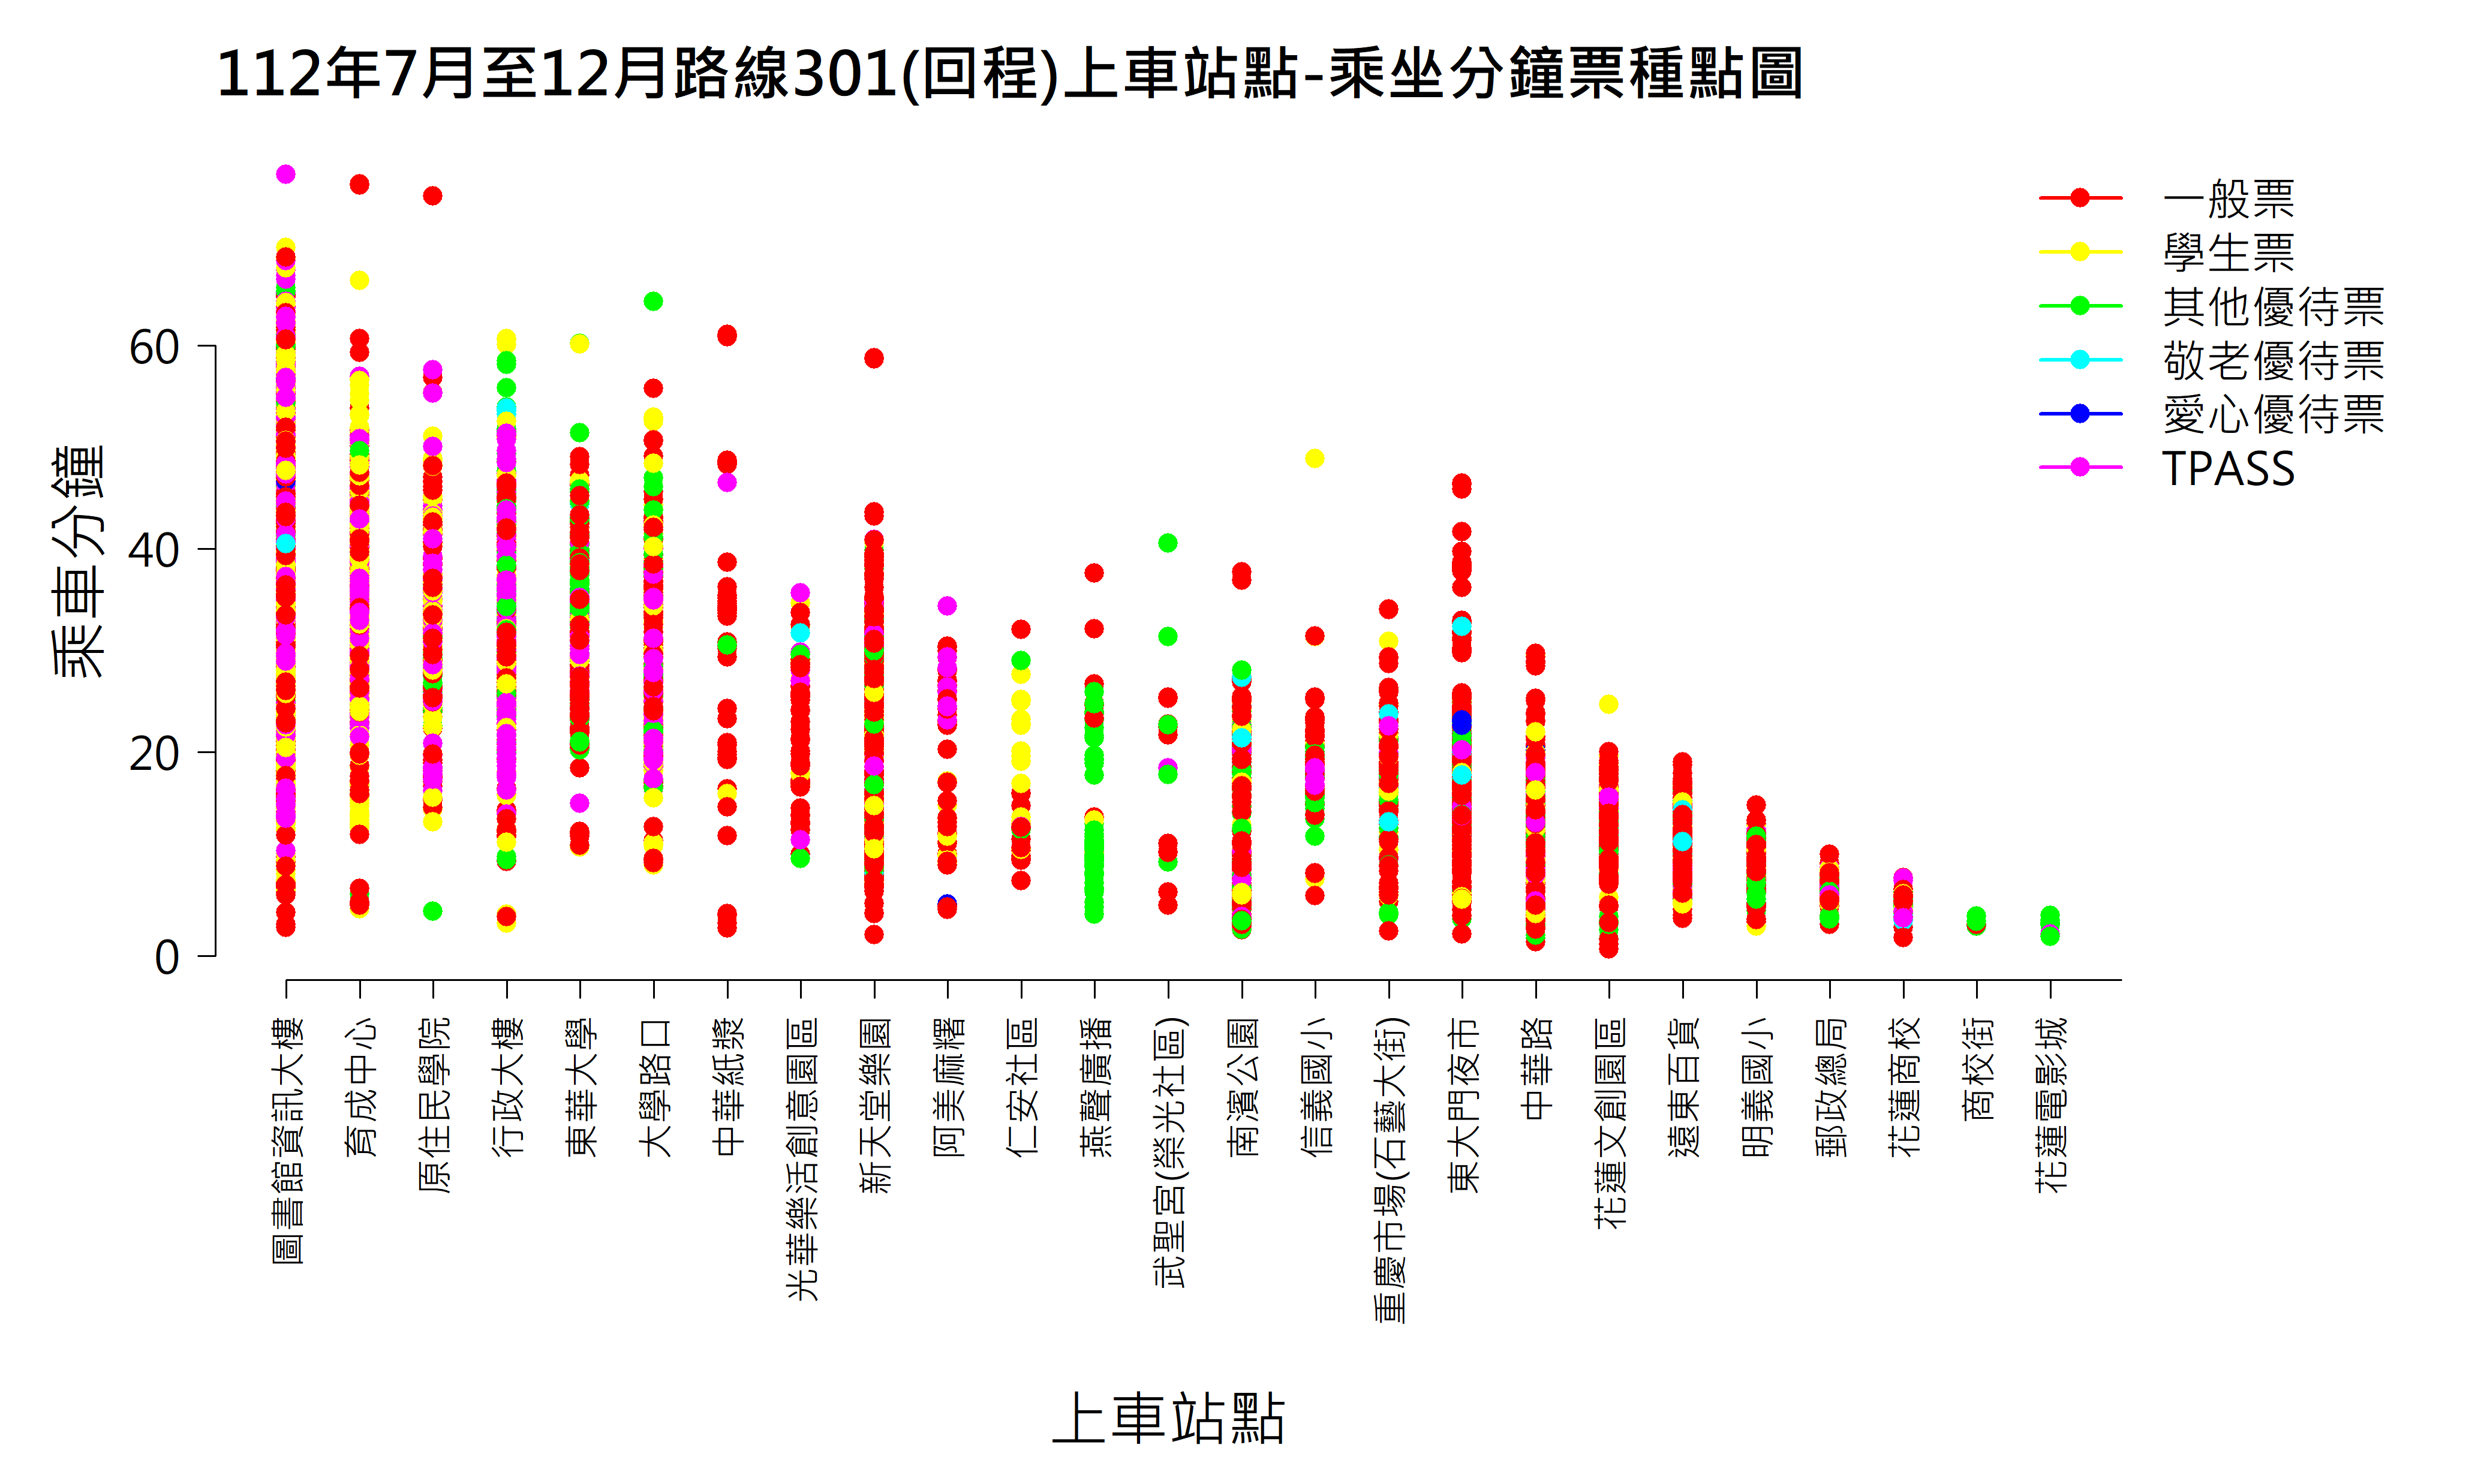 112年7月至12月路線301(回程)上車站點-乘坐分鐘票種點圖
一般票
學生票
其他優待票
敬老優待票
愛心優待票
TPASS
乘車分鐘
60
40
20
0
圖書館資訊大樓
育成中心
原住民學院
行政大樓
東華大學
大學路口
中華紙漿
光華樂活創意園區
新天堂樂園
阿美麻糬
仁安社區
燕聲廣播
武聖宮(榮光社區)
南濱公園
信義國小
重慶市場(石藝大街)
東大門夜市
中華路
花蓮文創園區
遠東百貨
明義國小
郵政總局
花蓮商校
商校街
花蓮電影城
上車站點